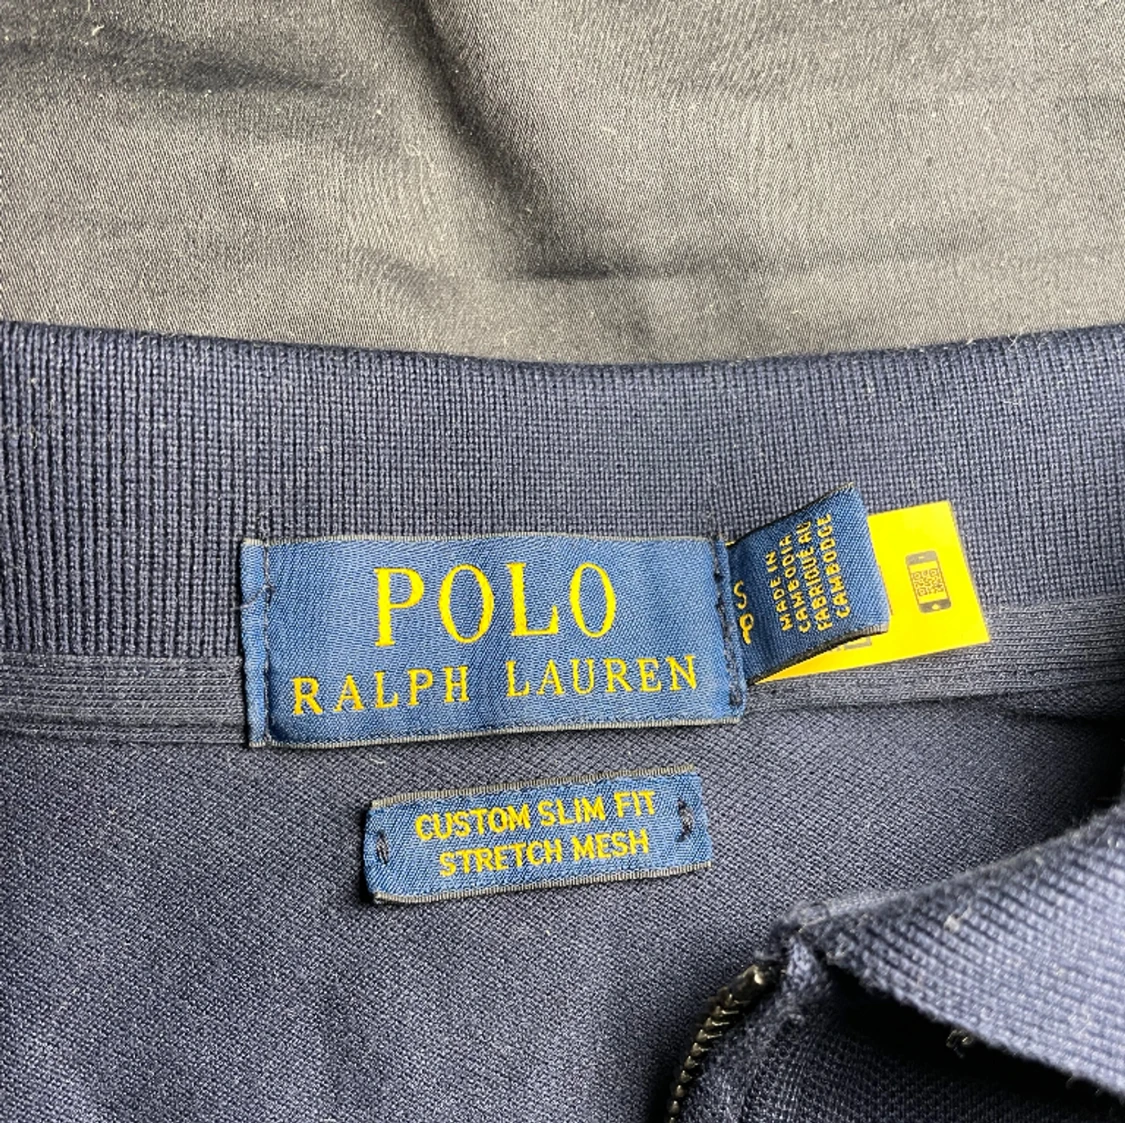 POLO
RALPH LAUREN
S
P
MADE IN
CAMBODIA
FABRIQUÉ AU
CAMBODGE
CUSTOM SLIM FIT
STRETCH MESH